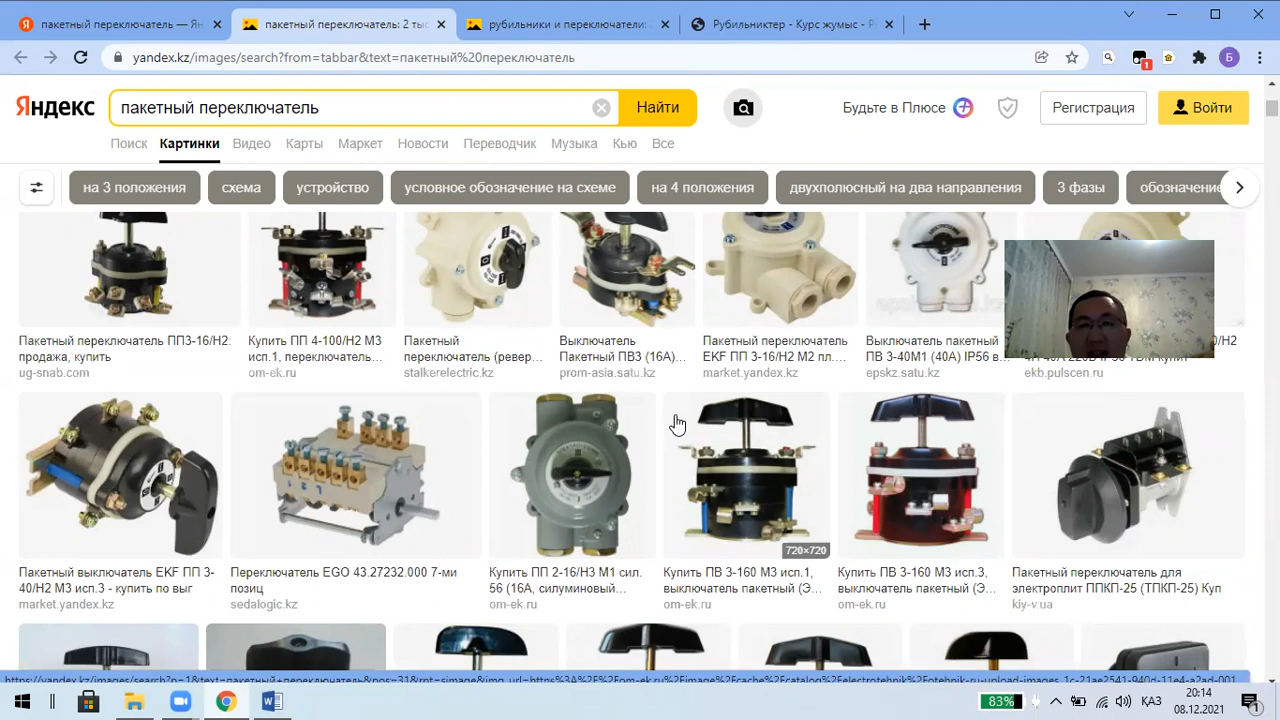 пакетный переключатель — Ян
пакетный переключатель: 2 тыс
рубильники и переключатели:
Рубильниктер - Курс жумыс - Р
yandex.kz/images/search?from=tabbar&text=пакетный%20переключатель
1
Б
Яндекс
пакетный переключатель
Найти
Будьте в Плюсе
Регистрация
Войти
Поиск Картинки Видео Карты Маркет Новости Переводчик Музыка Кью Все
на 3 положения
схема
устройство
условное обозначение на схеме
на 4 положения
двухполюсный на два направления
3 фазы
обозначение
Пакетный переключатель ПП3-16/Н2:
продажа, купить
ug-snab.com
Купить ПП 4-100/Н2 М3
исп.1, переключатель...
om-ek.ru
Пакетный
переключатель (ревер...
stalkerelectric.kz
Выключатель
Пакетный ПВ3 (16А)...
prom-asia.satu.kz
Пакетный переключатель
EKF ПП 3-16/Н2 М2 пл....
market.yandex.kz
Выключатель пакетный
ПВ 3-40М1 (40А) IP56 в...
epskz.satu.kz
ekb.pulscen.ru
Пакетный выключатель EKF ПП 3-
40/Н2 М3 исп.3 - купить по выг
market.yandex.kz
Переключатель EGO 43.27232.000 7-ми
позиц
sedalogic.kz
Купить ПП 2-16/Н3 М1 сил.
56 (16А, силуминовый...
om-ek.ru
720×720
Купить ПВ 3-160 М3 исп.1,
выключатель пакетный (Э...
om-ek.ru
Купить ПВ 3-160 М3 исп.3,
выключатель пакетный (Э...
om-ek.ru
Пакетный переключатель для
электроплит ППКП-25 (ТПКП-25) Куп
kiy-v.ua
83%
ҚАЗ
20:14
08.12.2021
1